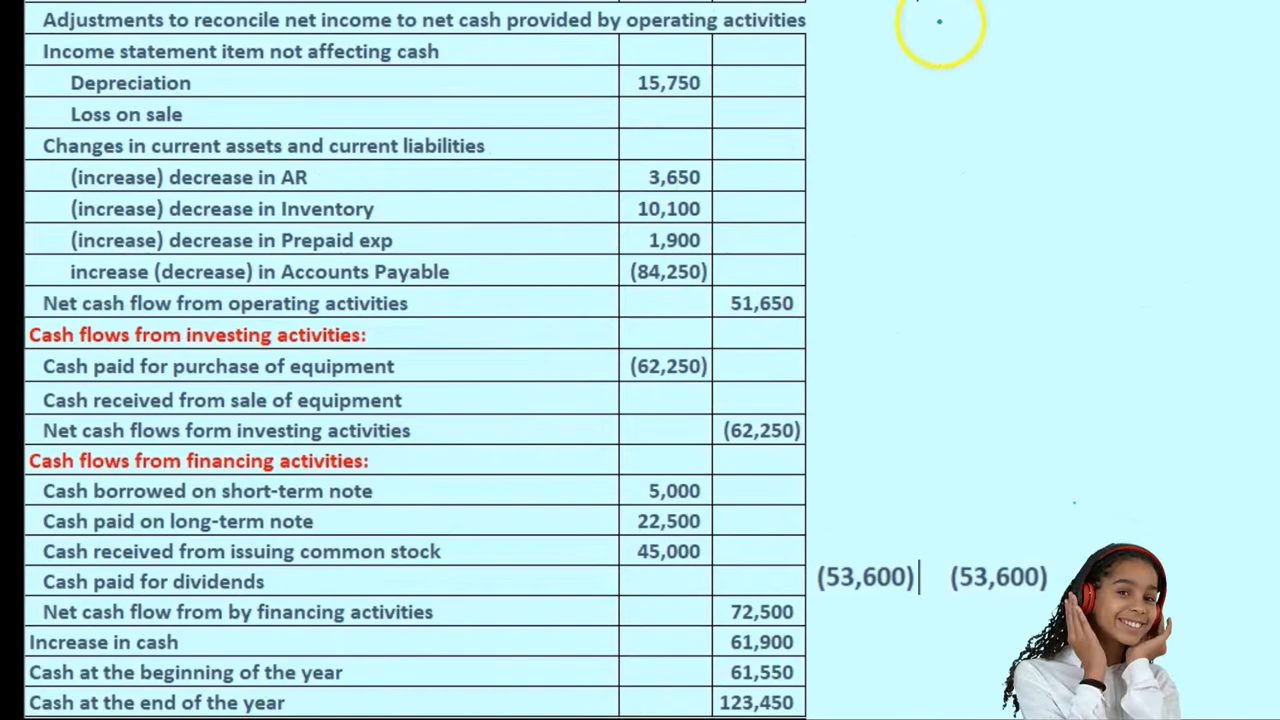 Adjustments to reconcile net income to net cash provided by operating activities
Income statement item not affecting cash
Depreciation 15,750
Loss on sale
Changes in current assets and current liabilities
(increase) decrease in AR 3,650
(increase) decrease in Inventory 10,100
(increase) decrease in Prepaid exp 1,900
increase (decrease) in Accounts Payable (84,250)
Net cash flow from operating activities 51,650
Cash flows from investing activities:
Cash paid for purchase of equipment (62,250)
Cash received from sale of equipment
Net cash flows form investing activities (62,250)
Cash flows from financing activities:
Cash borrowed on short-term note 5,000
Cash paid on long-term note 22,500
Cash received from issuing common stock 45,000
Cash paid for dividends (53,600) (53,600)
Net cash flow from by financing activities 72,500
Increase in cash 61,900
Cash at the beginning of the year 61,550
Cash at the end of the year 123,450